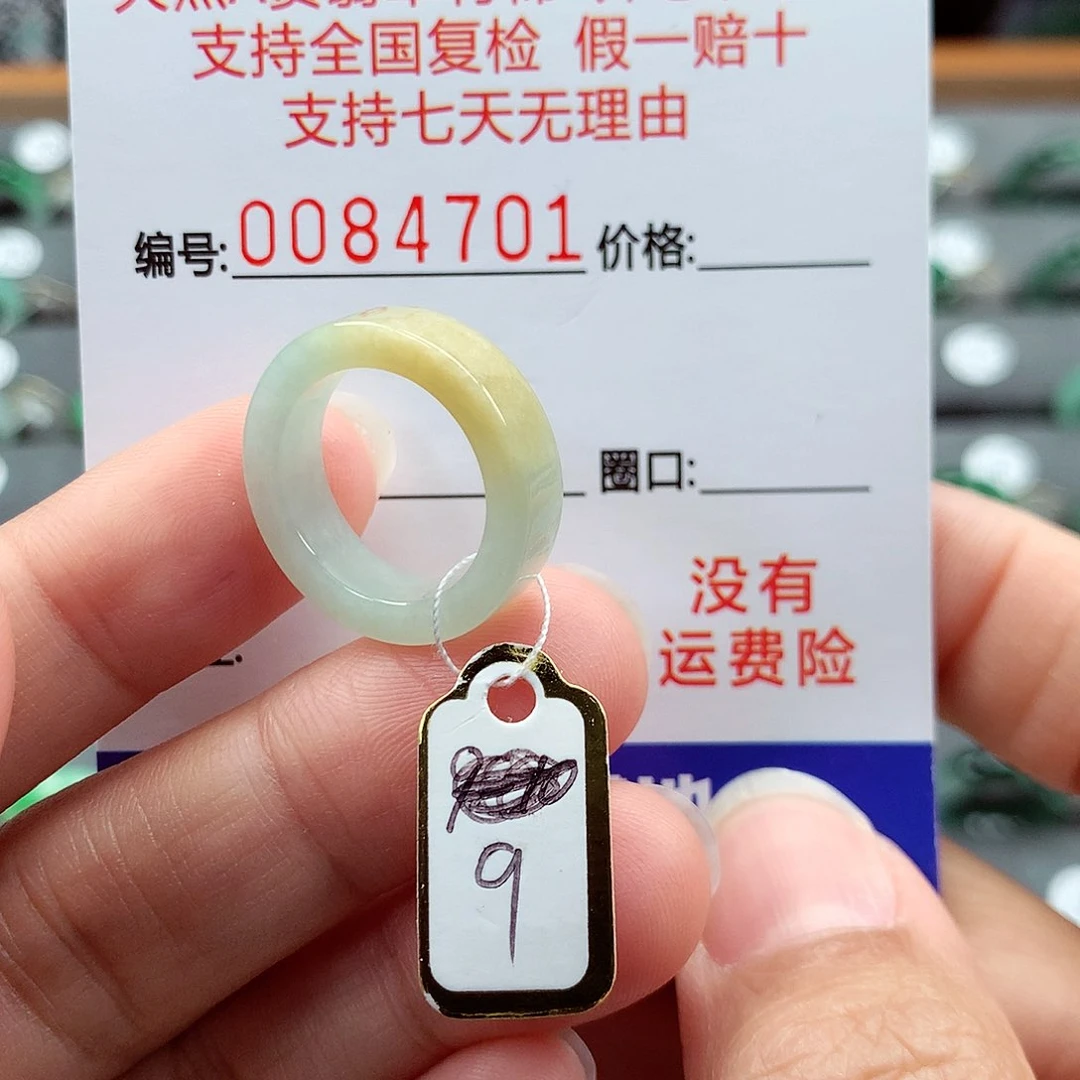 支持全国复检 假一赔十
支持七天无理由
编号:0084701 价格:
圈口:
没有
运费险
9